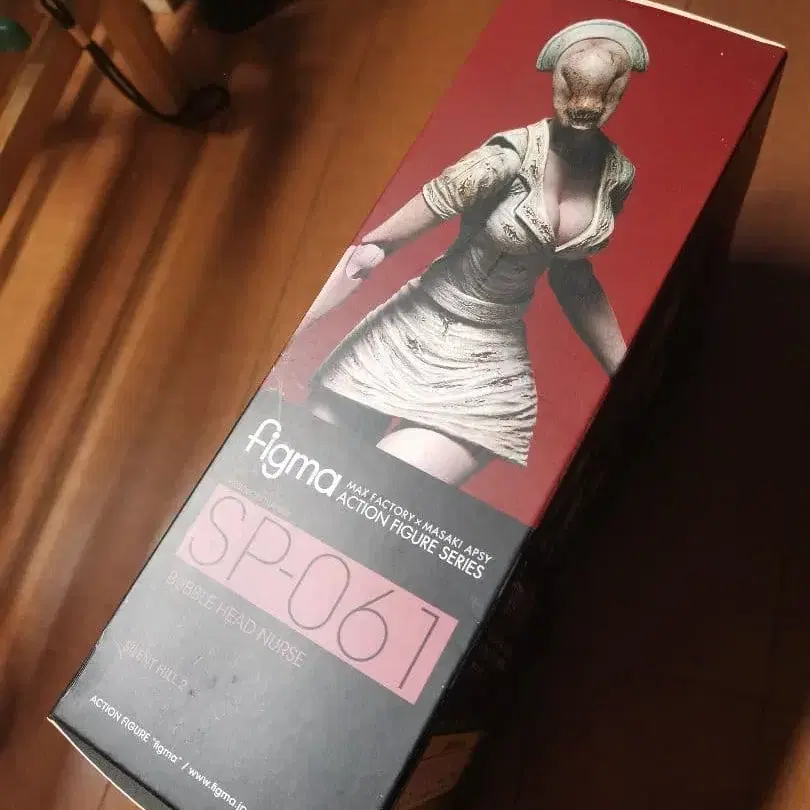 figma
MAX FACTORY x MASAKI APSY
ACTION FIGURE SERIES
SP-061
BUBBLE HEAD NURSE
SILENT HILL 2
ACTION FIGURE "figma" / www.figma.jp